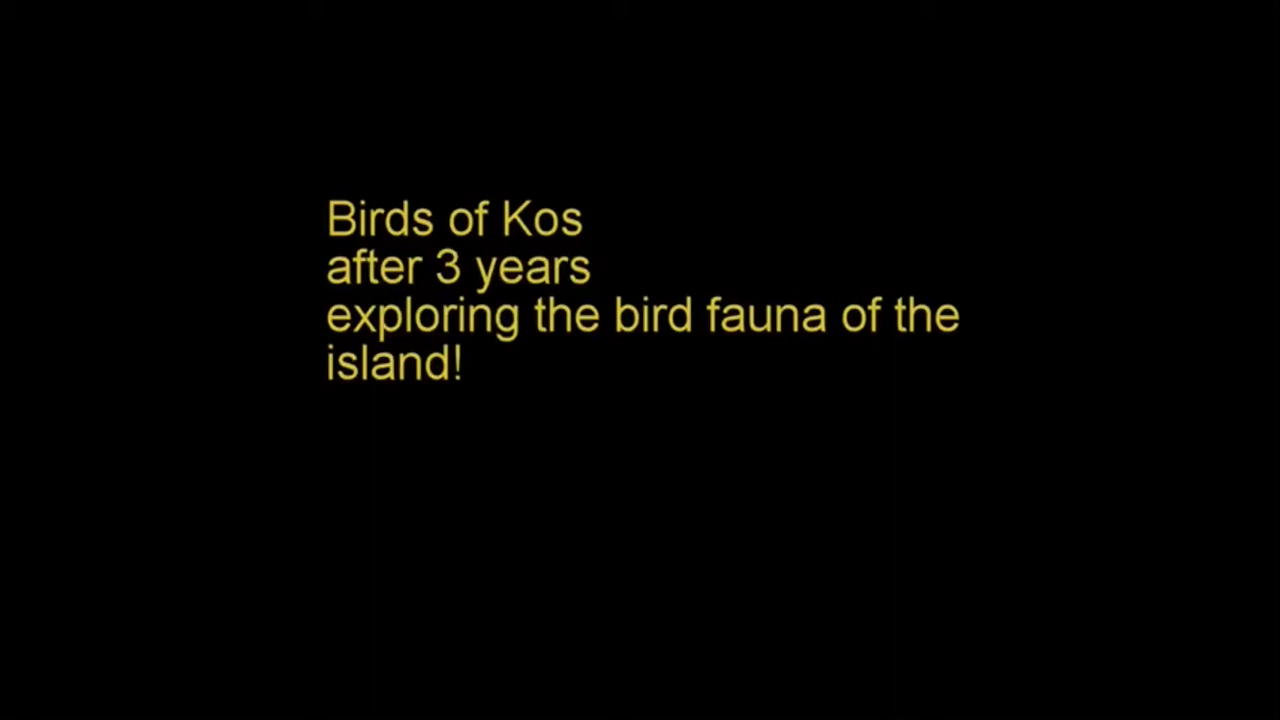 Birds of Kos
after 3 years
exploring the bird fauna of the
island!